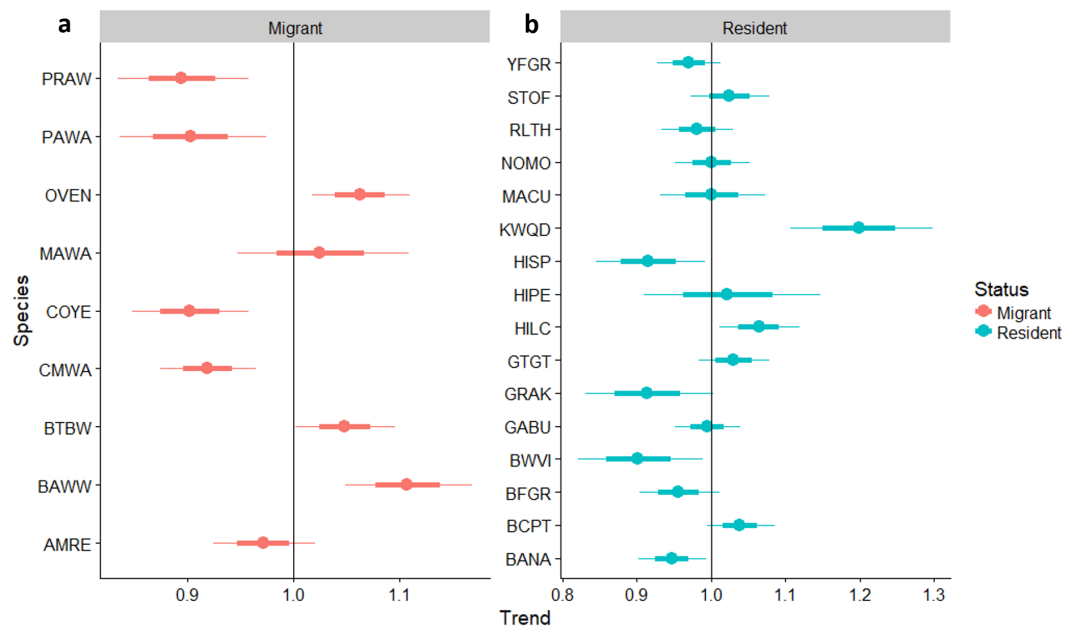 a
Migrant
b
Resident
Species
PRAW
PAWA
OVEN
MAWA
COYE
CMWA
BTBW
BAWW
AMRE
0.9 1.0 1.1
YFGR
STOF
RLTH
NOMO
MACU
KWQD
HISP
HIPE
HILC
GTGT
GRAK
GABU
BWVI
BFGR
BCPT
BANA
0.8 0.9 1.0 1.1 1.2 1.3
Trend
Status
Migrant
Resident